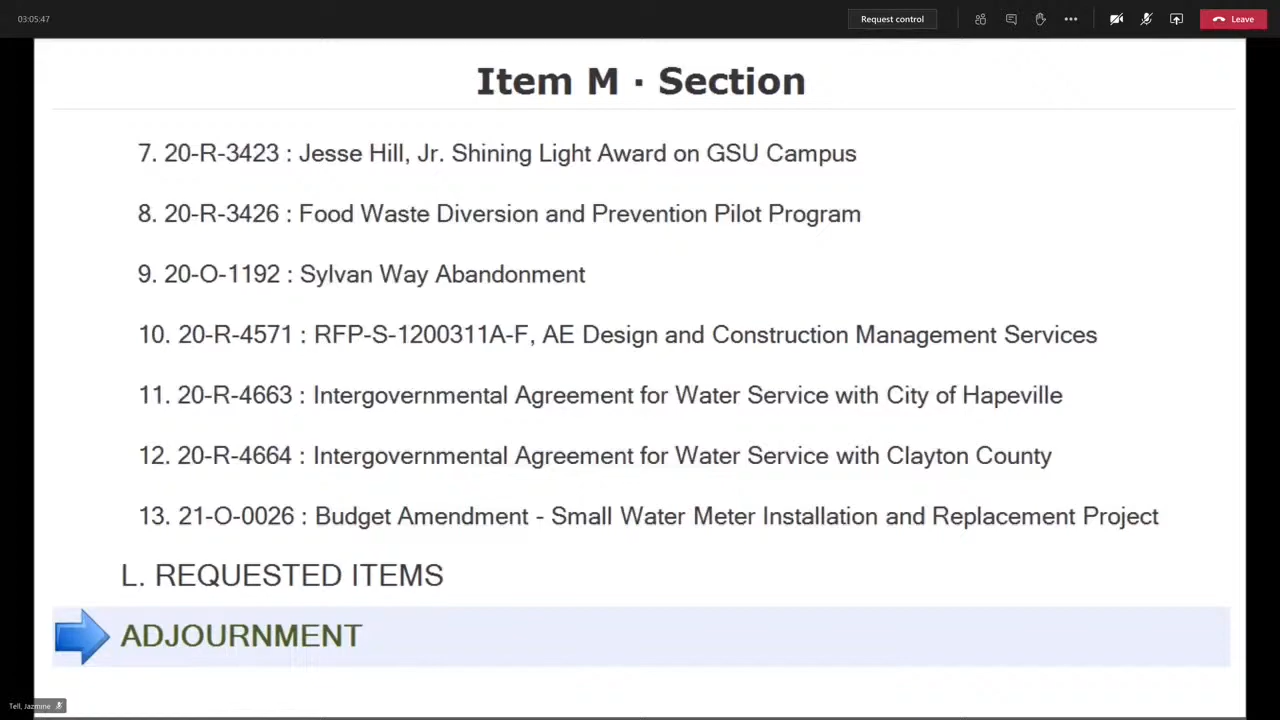 03:05:47
Request control
Leave
Item M · Section
7. 20-R-3423 : Jesse Hill, Jr. Shining Light Award on GSU Campus
8. 20-R-3426 : Food Waste Diversion and Prevention Pilot Program
9. 20-O-1192 : Sylvan Way Abandonment
10. 20-R-4571 : RFP-S-1200311A-F, AE Design and Construction Management Services
11. 20-R-4663 : Intergovernmental Agreement for Water Service with City of Hapeville
12. 20-R-4664 : Intergovernmental Agreement for Water Service with Clayton County
13. 21-O-0026 : Budget Amendment - Small Water Meter Installation and Replacement Project
L. REQUESTED ITEMS
ADJOURNMENT
Tell, Jazmine